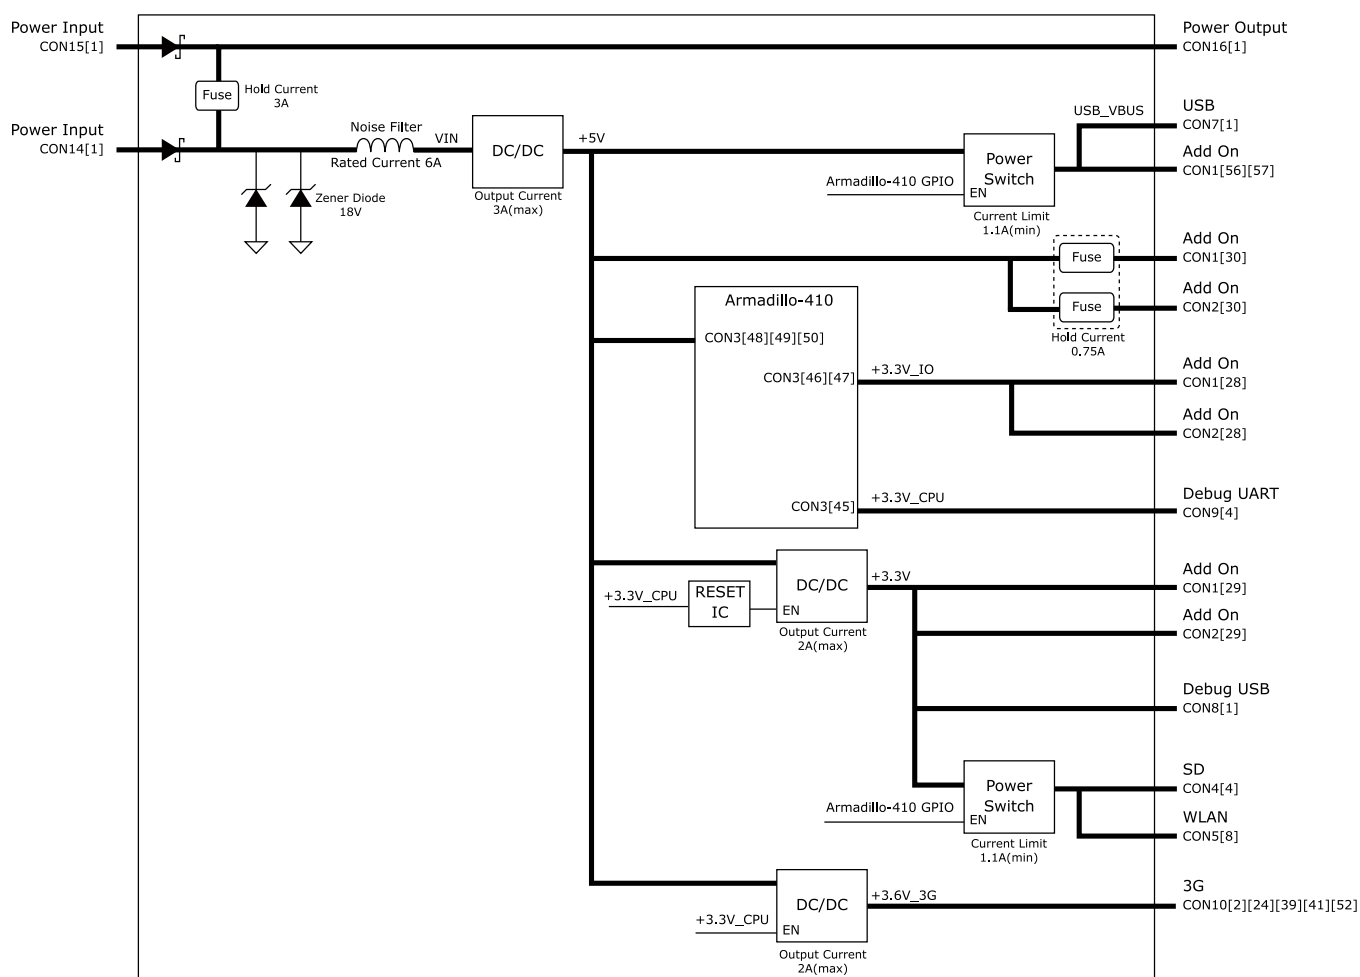 Power Input
CON15[1]
Power Output
CON16[1]
Fuse
Hold Current
3A
Power Input
CON14[1]
Noise Filter
Rated Current 6A
VIN
DC/DC
Output Current
3A(max)
+5V
Zener Diode
18V
Power
Switch
EN
Armadillo-410 GPIO
Current Limit
1.1A(min)
USB_VBUS
USB
CON7[1]
Add On
CON1[56][57]
Fuse
Add On
CON1[30]
Fuse
Add On
CON2[30]
Hold Current
0.75A
Armadillo-410
CON3[48][49][50]
CON3[46][47]
+3.3V_IO
Add On
CON1[28]
Add On
CON2[28]
CON3[45]
+3.3V_CPU
Debug UART
CON9[4]
+3.3V_CPU
RESET
IC
DC/DC
EN
Output Current
2A(max)
+3.3V
Add On
CON1[29]
Add On
CON2[29]
Debug USB
CON8[1]
Armadillo-410 GPIO
Power
Switch
EN
Current Limit
1.1A(min)
SD
CON4[4]
WLAN
CON5[8]
+3.3V_CPU
DC/DC
EN
Output Current
2A(max)
+3.6V_3G
3G
CON10[2][24][39][41][52]